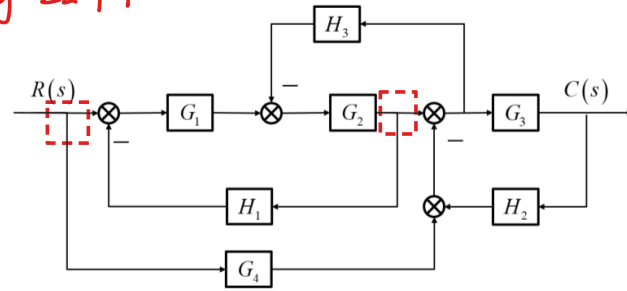 H₃
R(s)
C(s)
−
G₁
G₂
G₃
−
−
H₁
H₂
G₄